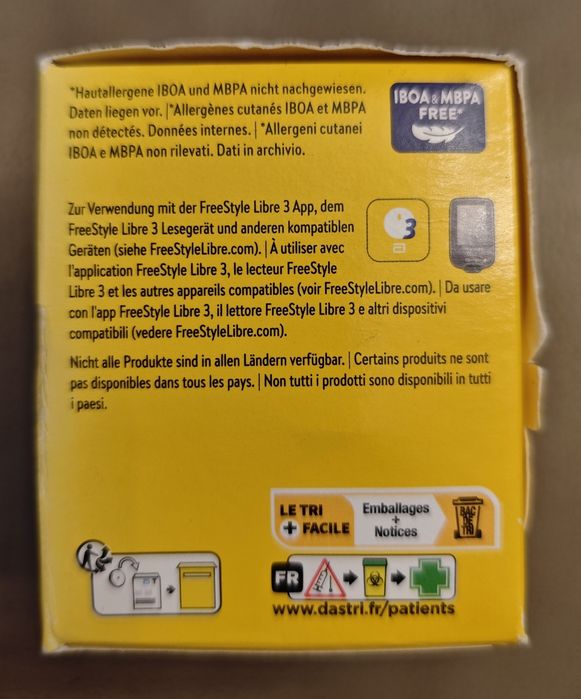 *Hautallergene IBOA und MBPA nicht nachgewiesen.
Daten liegen vor. | *Allergènes cutanés IBOA et MBPA
non détectés. Données internes. | *Allergeni cutanei
IBOA e MBPA non rilevati. Dati in archivio.
IBOA & MBPA
FREE*
Zur Verwendung mit der FreeStyle Libre 3 App, dem
FreeStyle Libre 3 Lesegerät und anderen kompatiblen
Geräten (siehe FreeStyleLibre.com). | À utiliser avec
l'application FreeStyle Libre 3, le lecteur FreeStyle
Libre 3 et les autres appareils compatibles (voir FreeStyleLibre.com). | Da usare
con l'app FreeStyle Libre 3, il lettore FreeStyle Libre 3 e altri dispositivi
compatibili (vedere FreeStyleLibre.com).
3
Nicht alle Produkte sind in allen Ländern verfügbar. | Certains produits ne sont
pas disponibles dans tous les pays. | Non tutti i prodotti sono disponibili in tutti
i paesi.
LE TRI
+ FACILE
Emballages
+
Notices
BAC
DE
TRI
FR
www.dastri.fr/patients